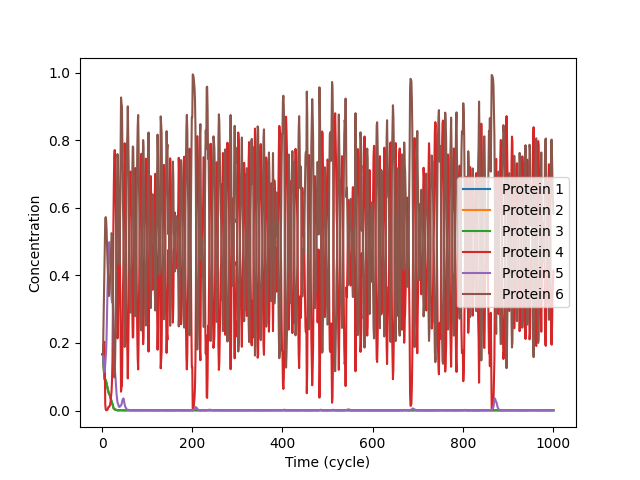 1.0
0.8
0.6
0.4
0.2
0.0
Concentration
Protein 1
Protein 2
Protein 3
Protein 4
Protein 5
Protein 6
0 200 400 600 800 1000
Time (cycle)